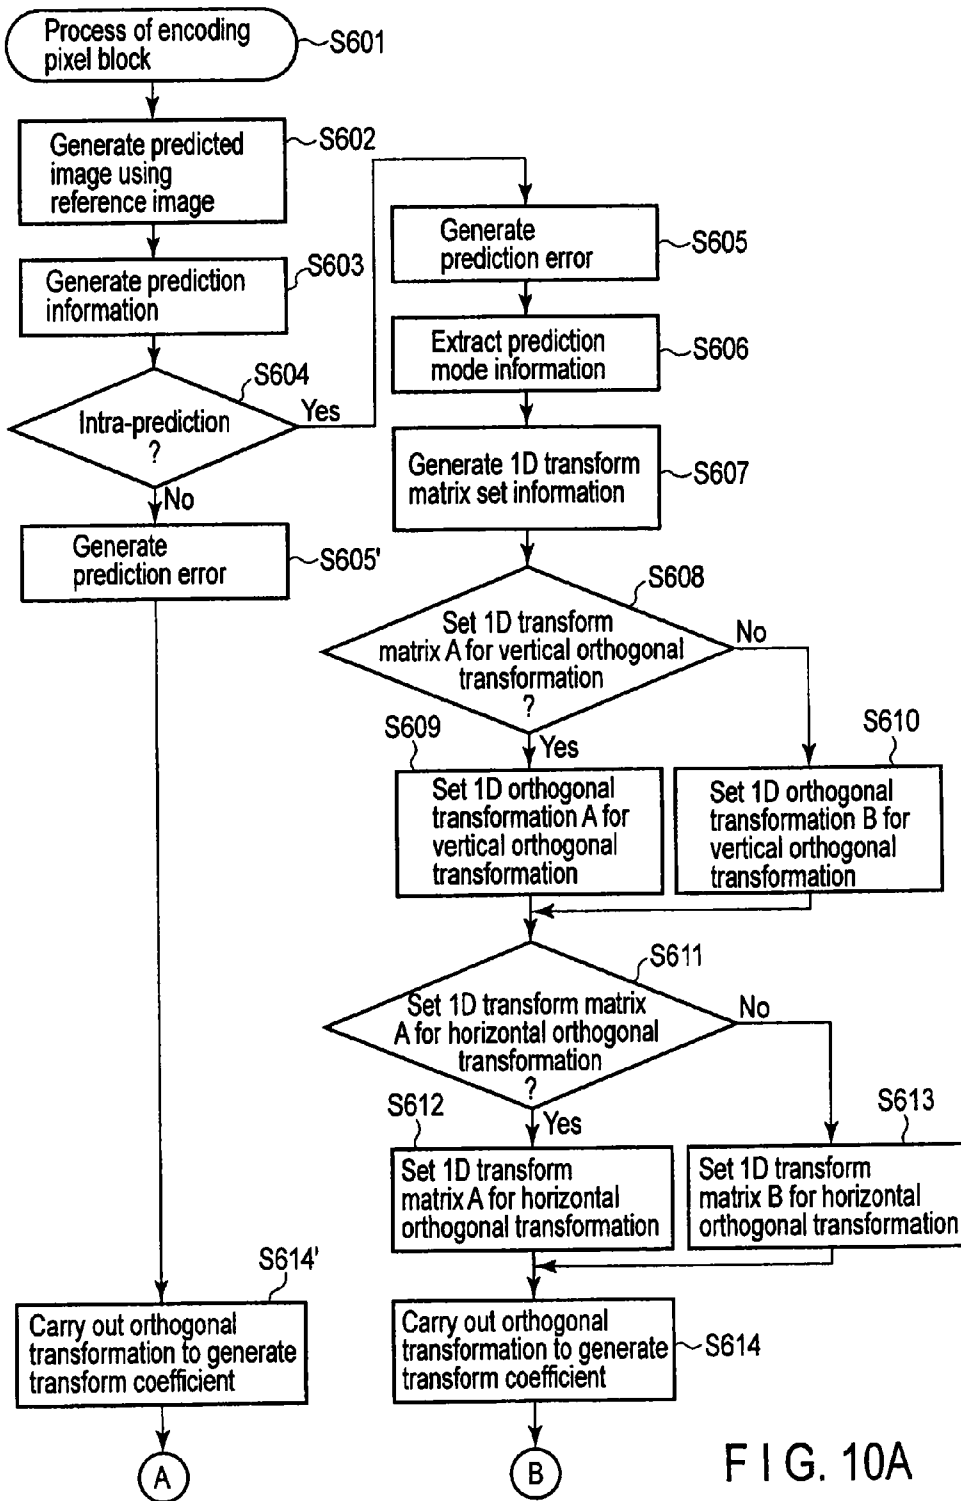 Process of encoding
pixel block
S601
Generate predicted
image using
reference image
S602
Generate prediction
information
S603
Intra-prediction
?
S604
Yes
No
Generate
prediction error
S605'
Generate
prediction error
S605
Extract prediction
mode information
S606
Generate 1D transform
matrix set information
S607
Set 1D transform
matrix A for vertical orthogonal
transformation
?
S608
No
Yes
S609
Set 1D orthogonal
transformation A for
vertical orthogonal
transformation
S610
Set 1D orthogonal
transformation B for
vertical orthogonal
transformation
S611
Set 1D transform matrix
A for horizontal orthogonal
transformation
?
No
Yes
S612
Set 1D transform
matrix A for horizontal
orthogonal transformation
S613
Set 1D transform
matrix B for horizontal
orthogonal transformation
S614'
Carry out orthogonal
transformation to generate
transform coefficient
Carry out orthogonal
transformation to generate
transform coefficient
S614
A
B
FIG. 10A